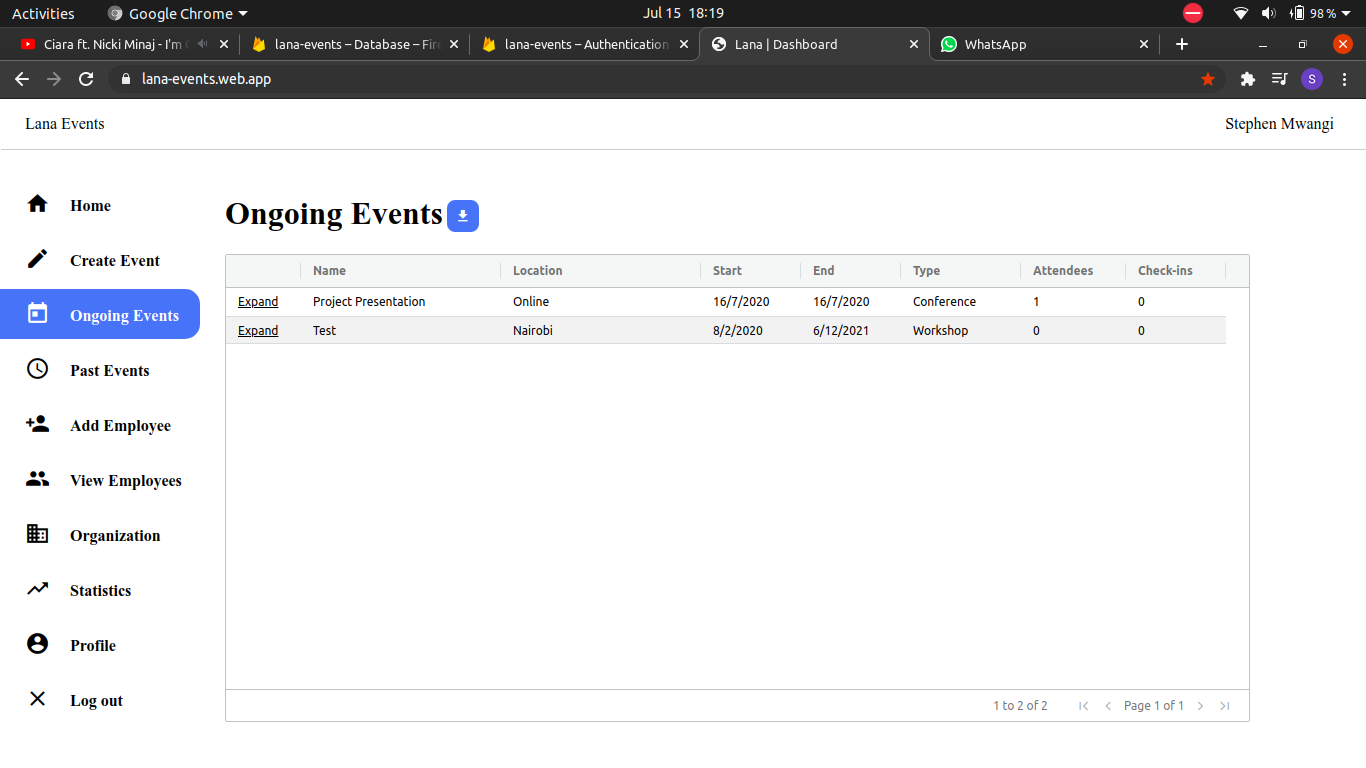 Activities Google Chrome Jul 15 18:19 98 %
Ciara ft. Nicki Minaj - I'm lana-events – Database – Fire lana-events – Authentication Lana | Dashboard WhatsApp
lana-events.web.app S
Lana Events Stephen Mwangi
Home
Create Event
Ongoing Events
Past Events
Add Employee
View Employees
Organization
Statistics
Profile
Log out
Ongoing Events
Name Location Start End Type Attendees Check-ins
Expand Project Presentation Online 16/7/2020 16/7/2020 Conference 1 0
Expand Test Nairobi 8/2/2020 6/12/2021 Workshop 0 0
1 to 2 of 2 Page 1 of 1